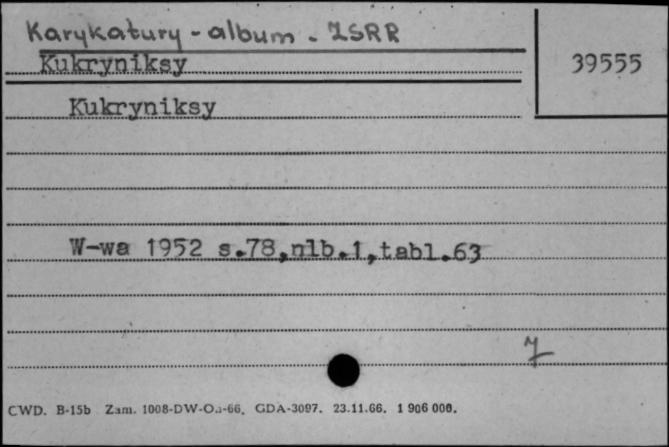 Karykatury - album - ZSRR
Kukryniksy
39555
Kukryniksy
W-wa 1952 s.78,nlb.1,tabl.63
CWD. B-15b Zam. 1008-DW-O.-66. GDA-3097. 23.11.66. 1 906 000.